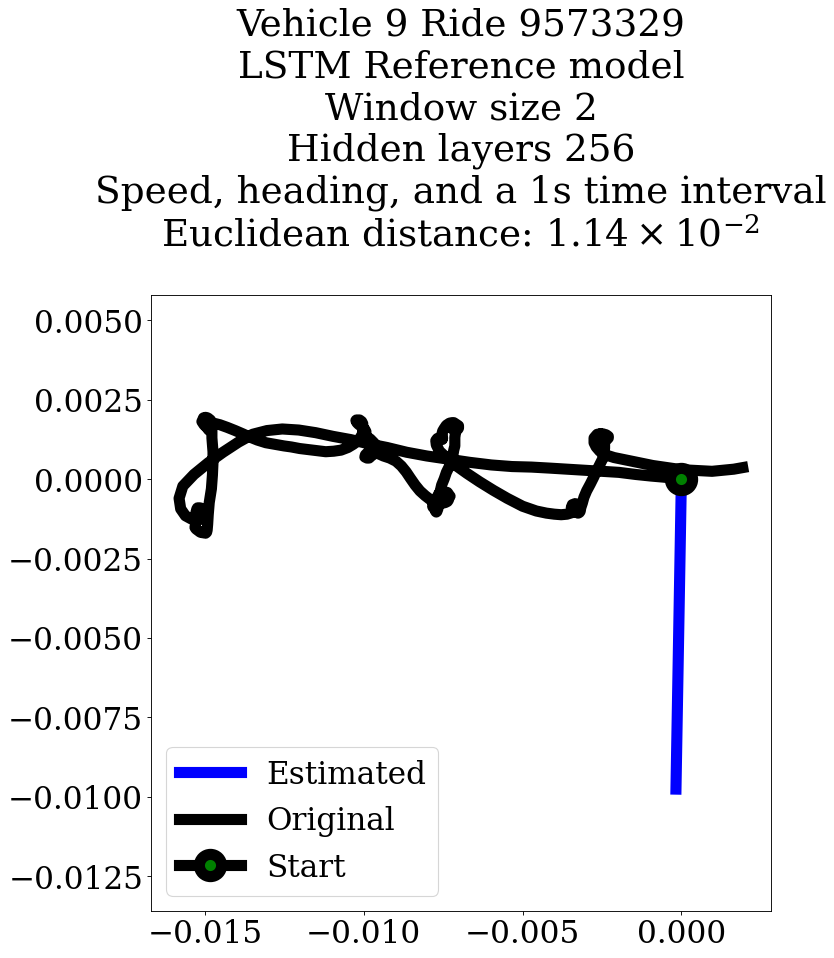 Vehicle 9 Ride 9573329
LSTM Reference model
Window size 2
Hidden layers 256
Speed, heading, and a 1s time interval
Euclidean distance: 1.14 × 10⁻²
0.0050
0.0025
0.0000
−0.0025
−0.0050
−0.0075
−0.0100
−0.0125
Estimated
Original
Start
−0.015
−0.010
−0.005
0.000